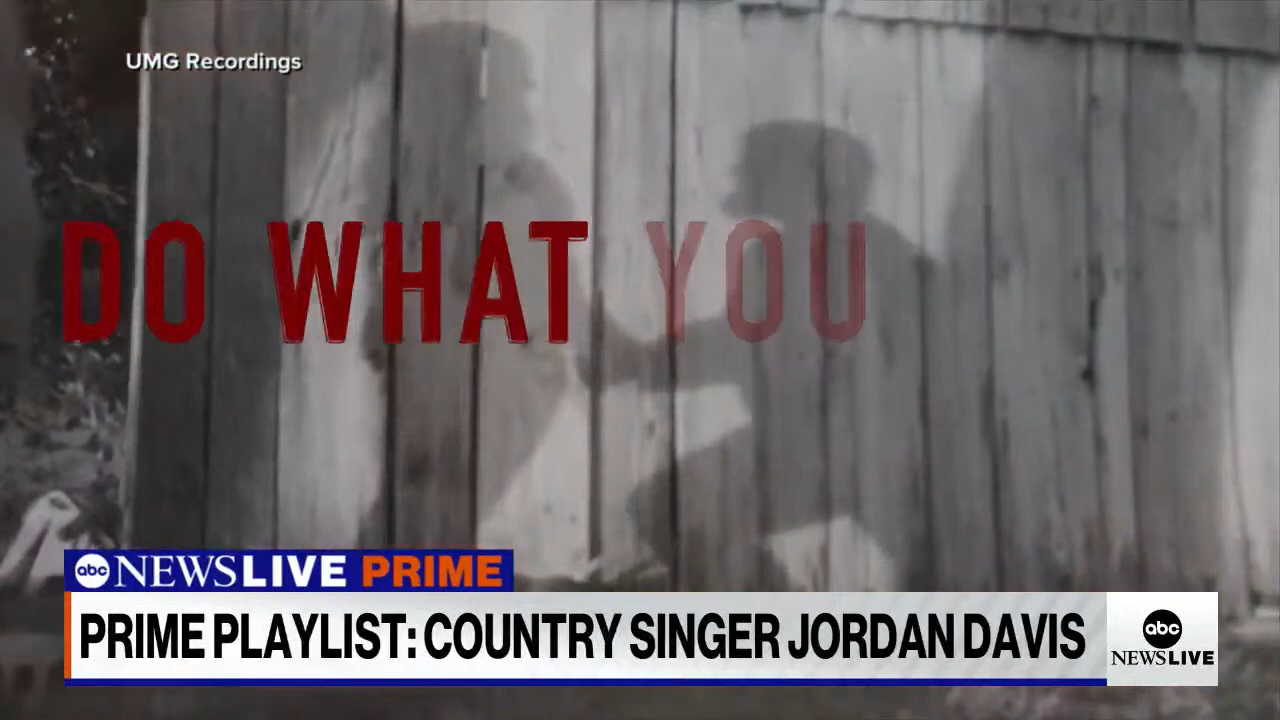 UMG Recordings
DO WHAT YOU
abc NEWS LIVE PRIME
PRIME PLAYLIST: COUNTRY SINGER JORDAN DAVIS
abc
NEWS LIVE